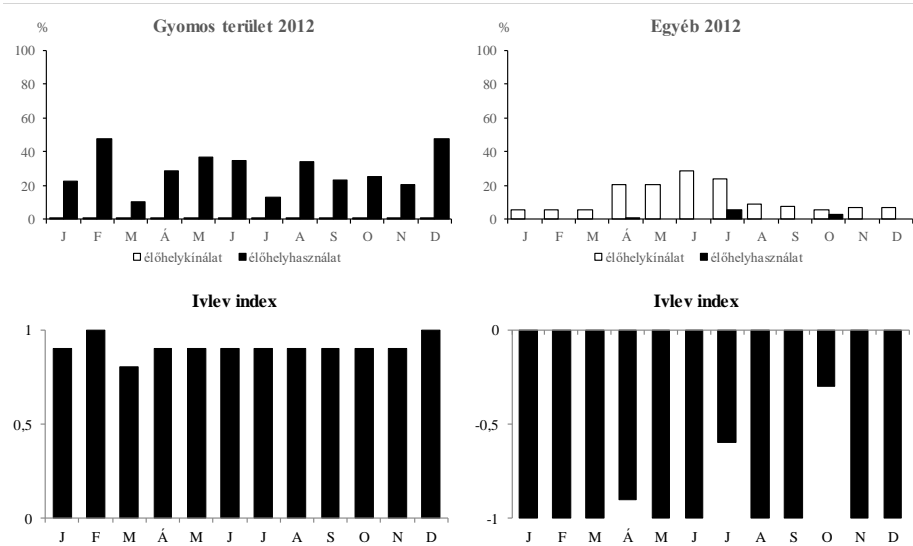 Gyomos terület 2012
%
100
80
60
40
20
0
J F M Á M J J A S O N D
élőhelykínálat élőhelyhasználat
Egyéb 2012
%
100
80
60
40
20
0
J F M Á M J J A S O N D
élőhelykínálat élőhelyhasználat
Ivlev index
1
0,5
0
J F M Á M J J A S O N D
Ivlev index
0
-0,5
-1
J F M Á M J J A S O N D